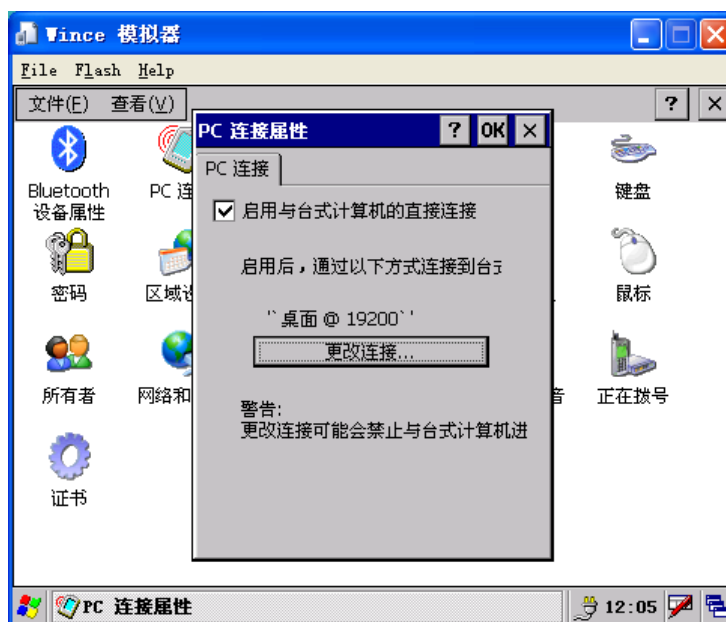 Wince 模拟器
File Flash Help
文件(F) 查看(V)
? ×
PC 连接属性 ? OK ×
PC 连接
启用与台式计算机的直接连接
启用后，通过以下方式连接到台
``桌面 @ 19200`'
更改连接...
警告:
更改连接可能会禁止与台式计算机进
Bluetooth
设备属性
PC 连
键盘
密码
区域设
鼠标
所有者
网络和
音
正在拨号
证书
PC 连接属性
12:05